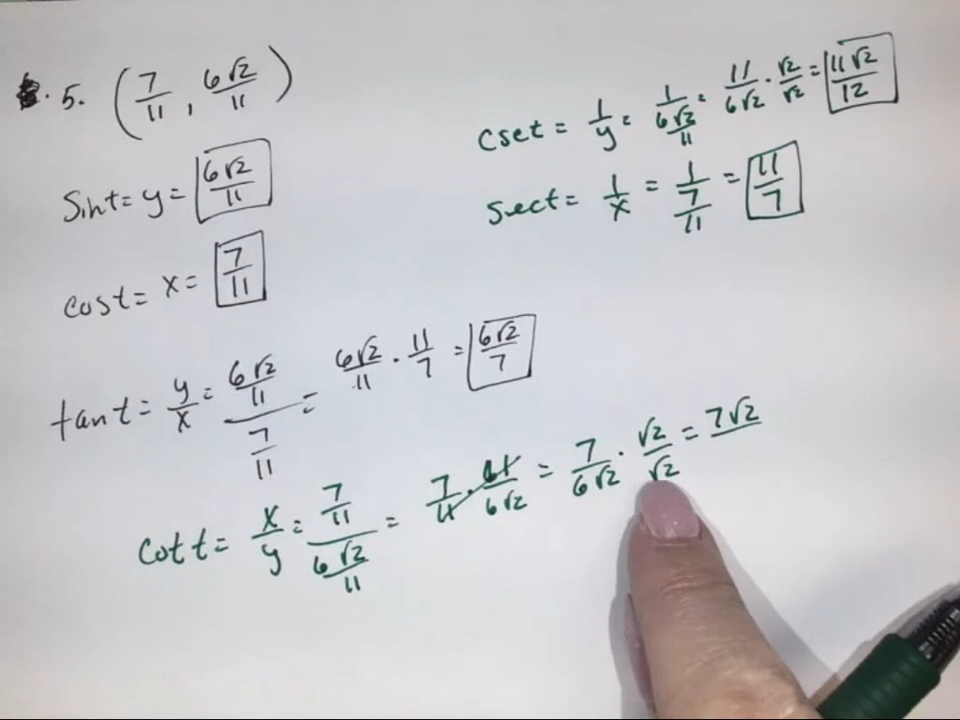 5. (7/11, 6√2/11)
sint = y = 6√2/11
cost = x = 7/11
tant = y/x = (6√2/11)/(7/11) = 6√2/11 · 11/7 = 6√2/7
cott = x/y = (7/11)/(6√2/11) = 7/11 · 11/6√2 = 7/6√2 · √2/√2 = 7√2
cset = 1/y = 1/(6√2/11) = 11/6√2 · √2/√2 = 11√2/12
sect = 1/x = 1/(7/11) = 11/7